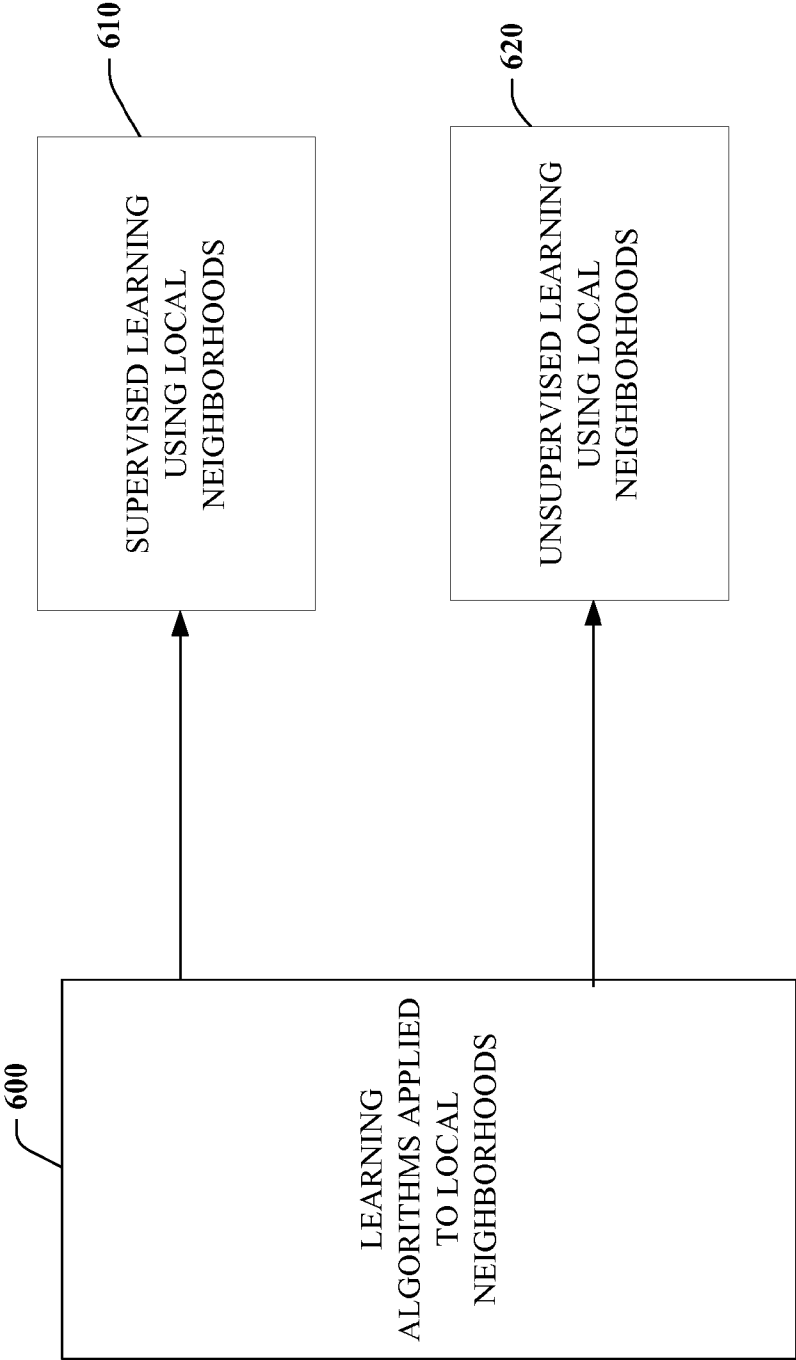 600
LEARNING
ALGORITHMS APPLIED
TO LOCAL
NEIGHBORHOODS
610
SUPERVISED LEARNING
USING LOCAL
NEIGHBORHOODS
620
UNSUPERVISED LEARNING
USING LOCAL
NEIGHBORHOODS